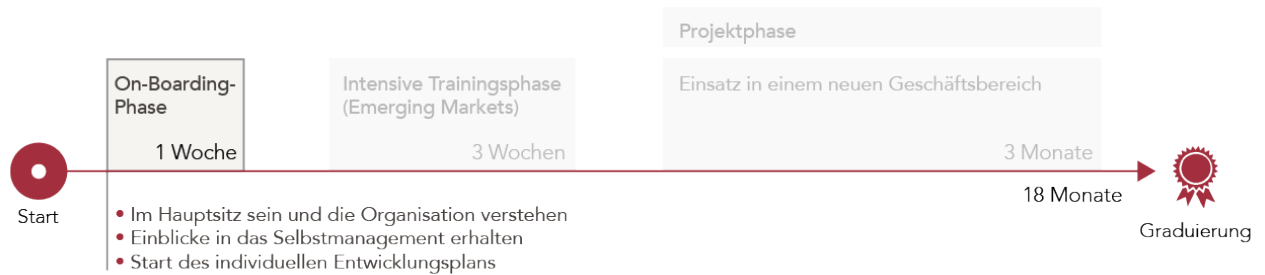 Projektphase
On-Boarding-
Phase
1 Woche
Intensive Trainingsphase
(Emerging Markets)
3 Wochen
Einsatz in einem neuen Geschäftsbereich
3 Monate
Start
18 Monate
Graduierung
• Im Hauptsitz sein und die Organisation verstehen
• Einblicke in das Selbstmanagement erhalten
• Start des individuellen Entwicklungsplans